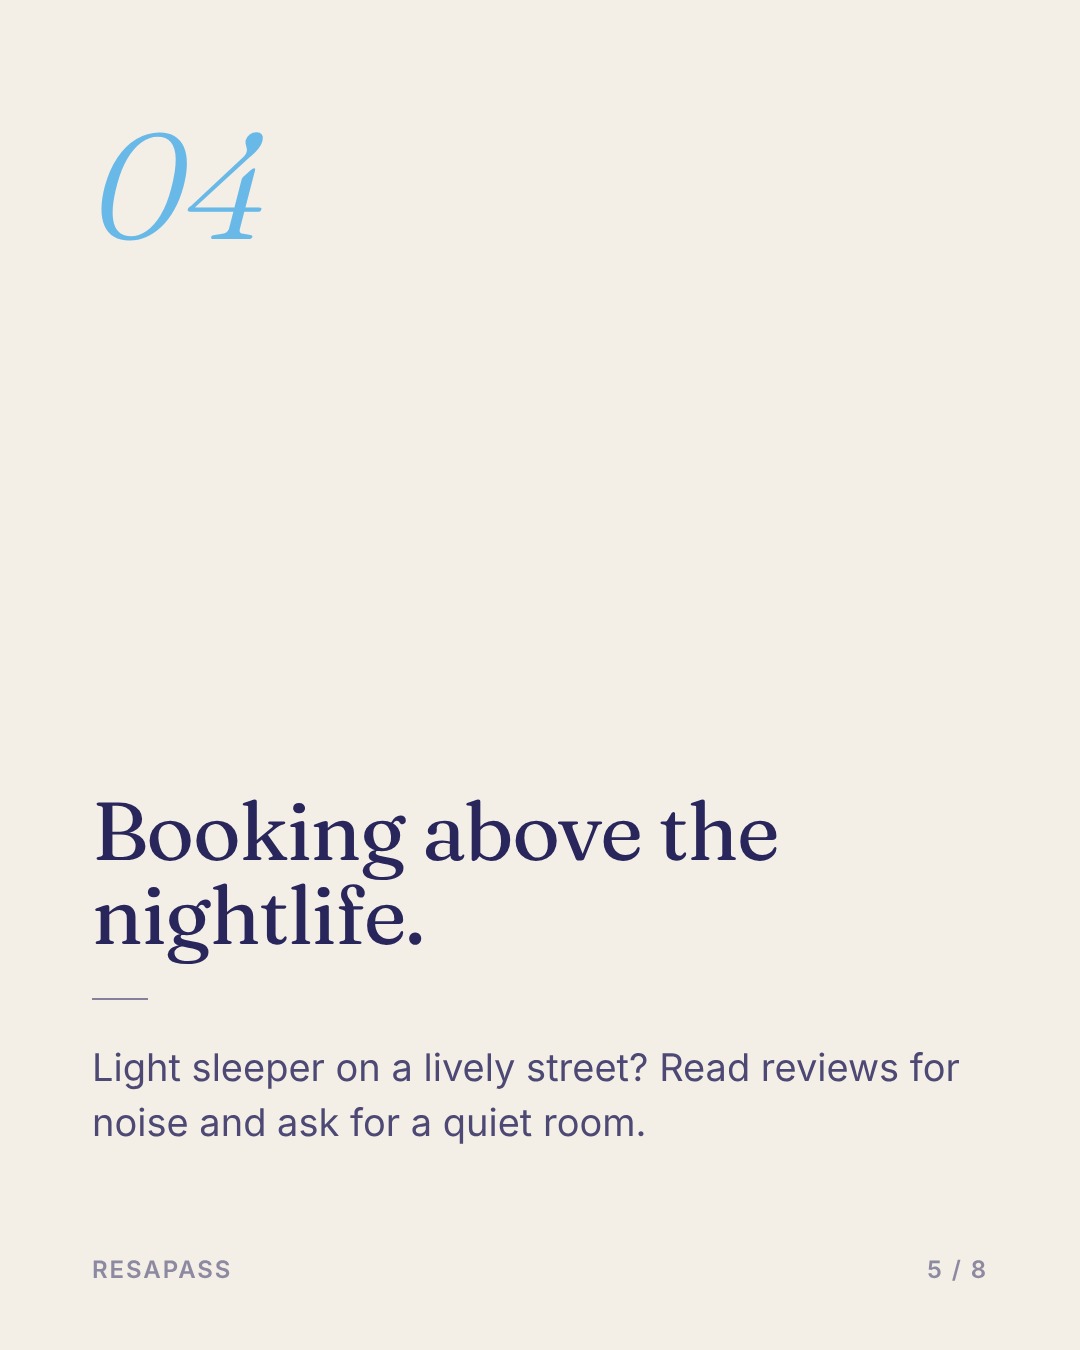 04
Booking above the
nightlife.
Light sleeper on a lively street? Read reviews for
noise and ask for a quiet room.
RESAPASS
5 / 8